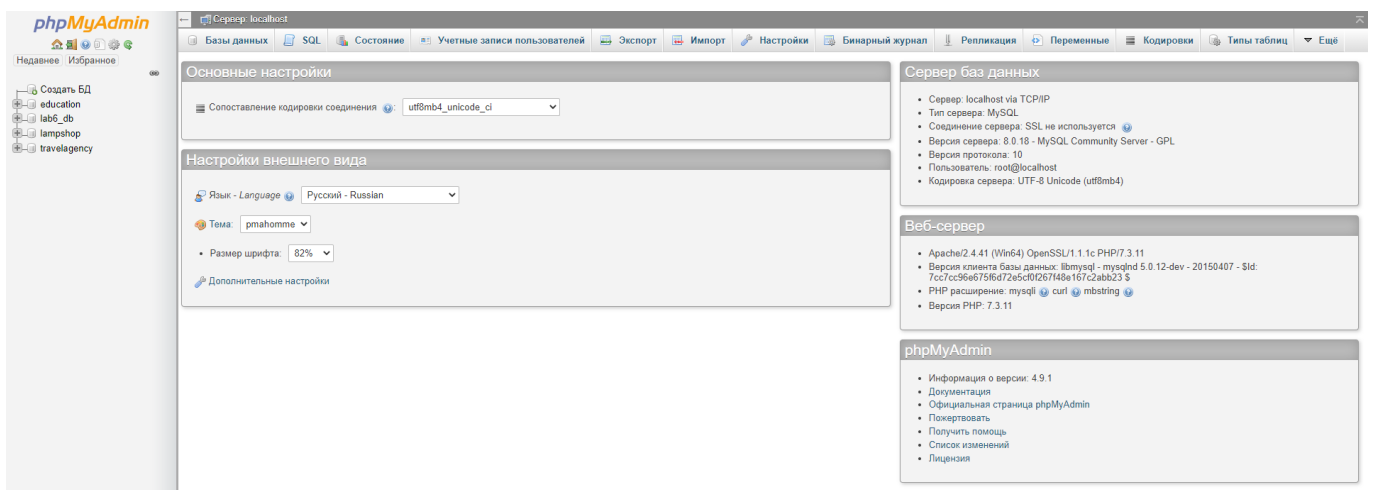 phpMyAdmin
Недавнее Избранное
Создать БД
education
lab6_db
lampshop
travelagency
Сервер: localhost
Базы данных SQL Состояние Учетные записи пользователей Экспорт Импорт Настройки Бинарный журнал Репликация Переменные Кодировки Типы таблиц Ещё
Основные настройки
Сопоставление кодировки соединения : utf8mb4_unicode_ci
Настройки внешнего вида
Язык - Language Русский - Russian
Тема: pmahomme
• Размер шрифта: 82%
Дополнительные настройки
Сервер баз данных
• Сервер: localhost via TCP/IP
• Тип сервера: MySQL
• Соединение сервера: SSL не используется
• Версия сервера: 8.0.18 - MySQL Community Server - GPL
• Версия протокола: 10
• Пользователь: root@localhost
• Кодировка сервера: UTF-8 Unicode (utf8mb4)
Веб-сервер
• Apache/2.4.41 (Win64) OpenSSL/1.1.1c PHP/7.3.11
• Версия клиента базы данных: libmysql - mysqlnd 5.0.12-dev - 20150407 - $Id:
7cc7cc96e675f6d72e5cf0f267f48e167c2abb23 $
• PHP расширение: mysqli curl mbstring
• Версия PHP: 7.3.11
phpMyAdmin
• Информация о версии: 4.9.1
• Документация
• Официальная страница phpMyAdmin
• Пожертвовать
• Получить помощь
• Список изменений
• Лицензия